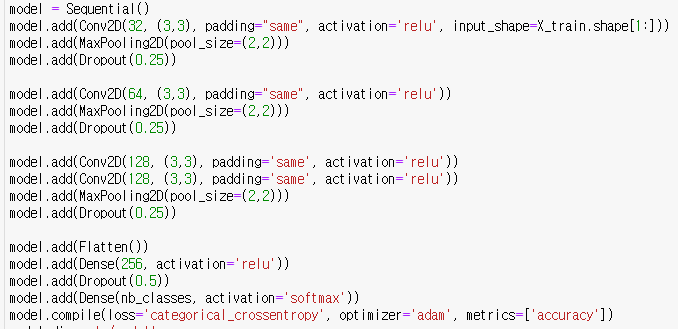 model = Sequential()
model.add(Conv2D(32, (3,3), padding="same", activation='relu', input_shape=X_train.shape[1:]))
model.add(MaxPooling2D(pool_size=(2,2)))
model.add(Dropout(0.25))
model.add(Conv2D(64, (3,3), padding="same", activation='relu'))
model.add(MaxPooling2D(pool_size=(2,2)))
model.add(Dropout(0.25))
model.add(Conv2D(128, (3,3), padding='same', activation='relu'))
model.add(Conv2D(128, (3,3), padding='same', activation='relu'))
model.add(MaxPooling2D(pool_size=(2,2)))
model.add(Dropout(0.25))
model.add(Flatten())
model.add(Dense(256, activation='relu'))
model.add(Dropout(0.5))
model.add(Dense(nb_classes, activation='softmax'))
model.compile(loss='categorical_crossentropy', optimizer='adam', metrics=['accuracy'])